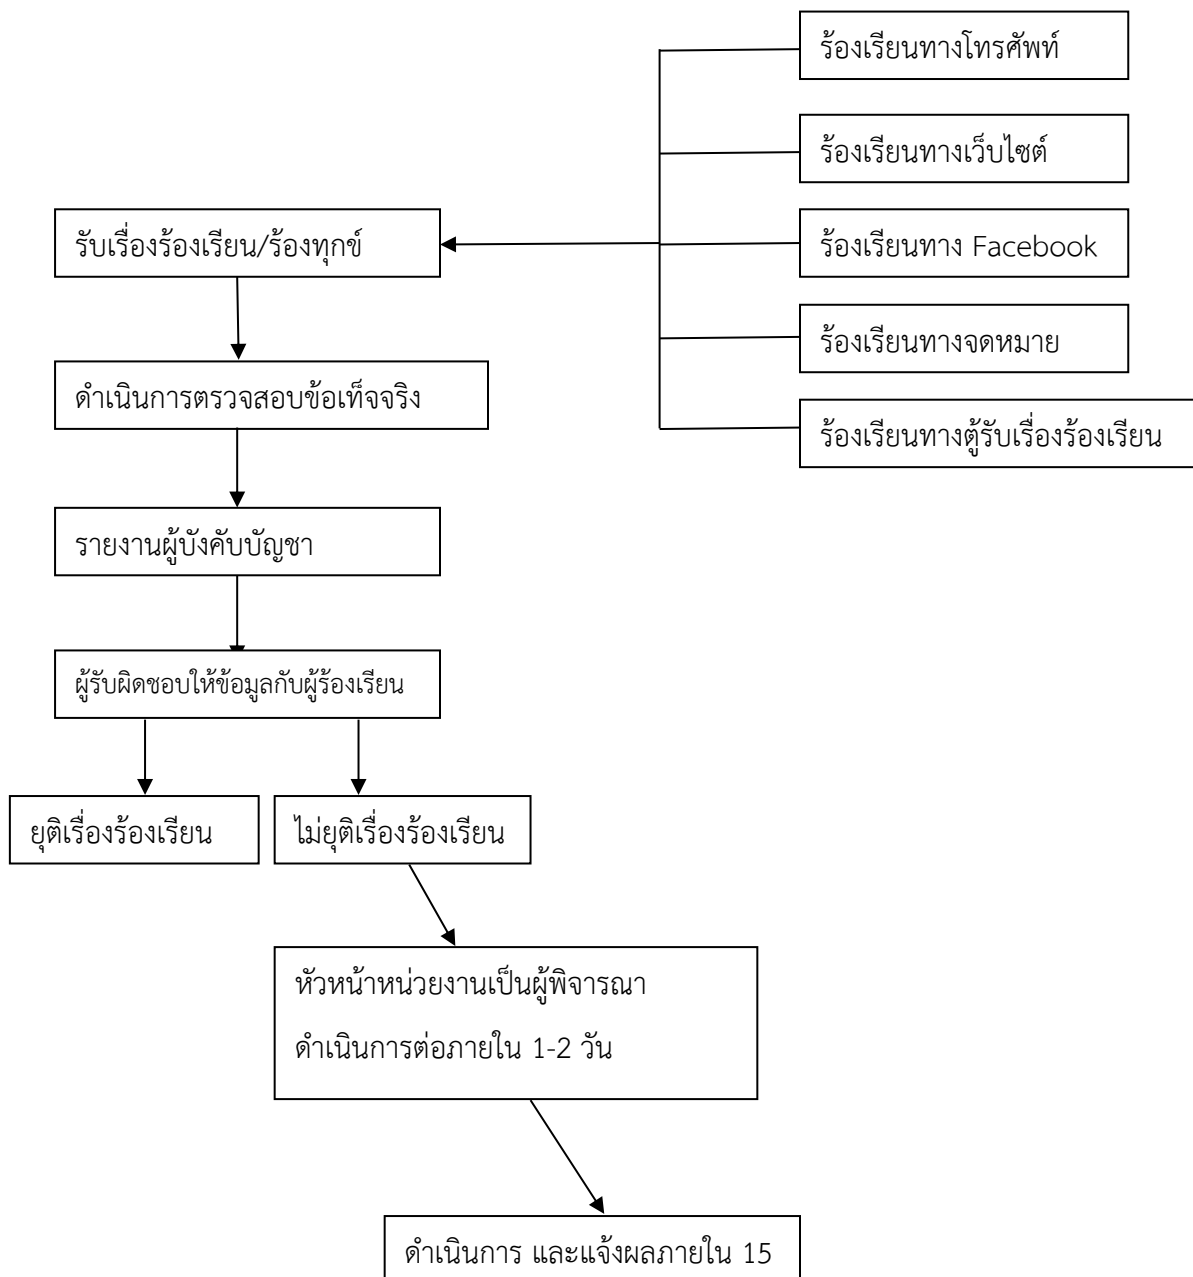 ร้องเรียนทางโทรศัพท์
ร้องเรียนทางเว็บไซต์
ร้องเรียนทาง Facebook
ร้องเรียนทางจดหมาย
ร้องเรียนทางตู้รับเรื่องร้องเรียน
รับเรื่องร้องเรียน/ร้องทุกข์
ดำเนินการตรวจสอบข้อเท็จจริง
รายงานผู้บังคับบัญชา
ผู้รับผิดชอบให้ข้อมูลกับผู้ร้องเรียน
ยุติเรื่องร้องเรียน
ไม่ยุติเรื่องร้องเรียน
หัวหน้าหน่วยงานเป็นผู้พิจารณา
ดำเนินการต่อภายใน 1-2 วัน
ดำเนินการ และแจ้งผลภายใน 15